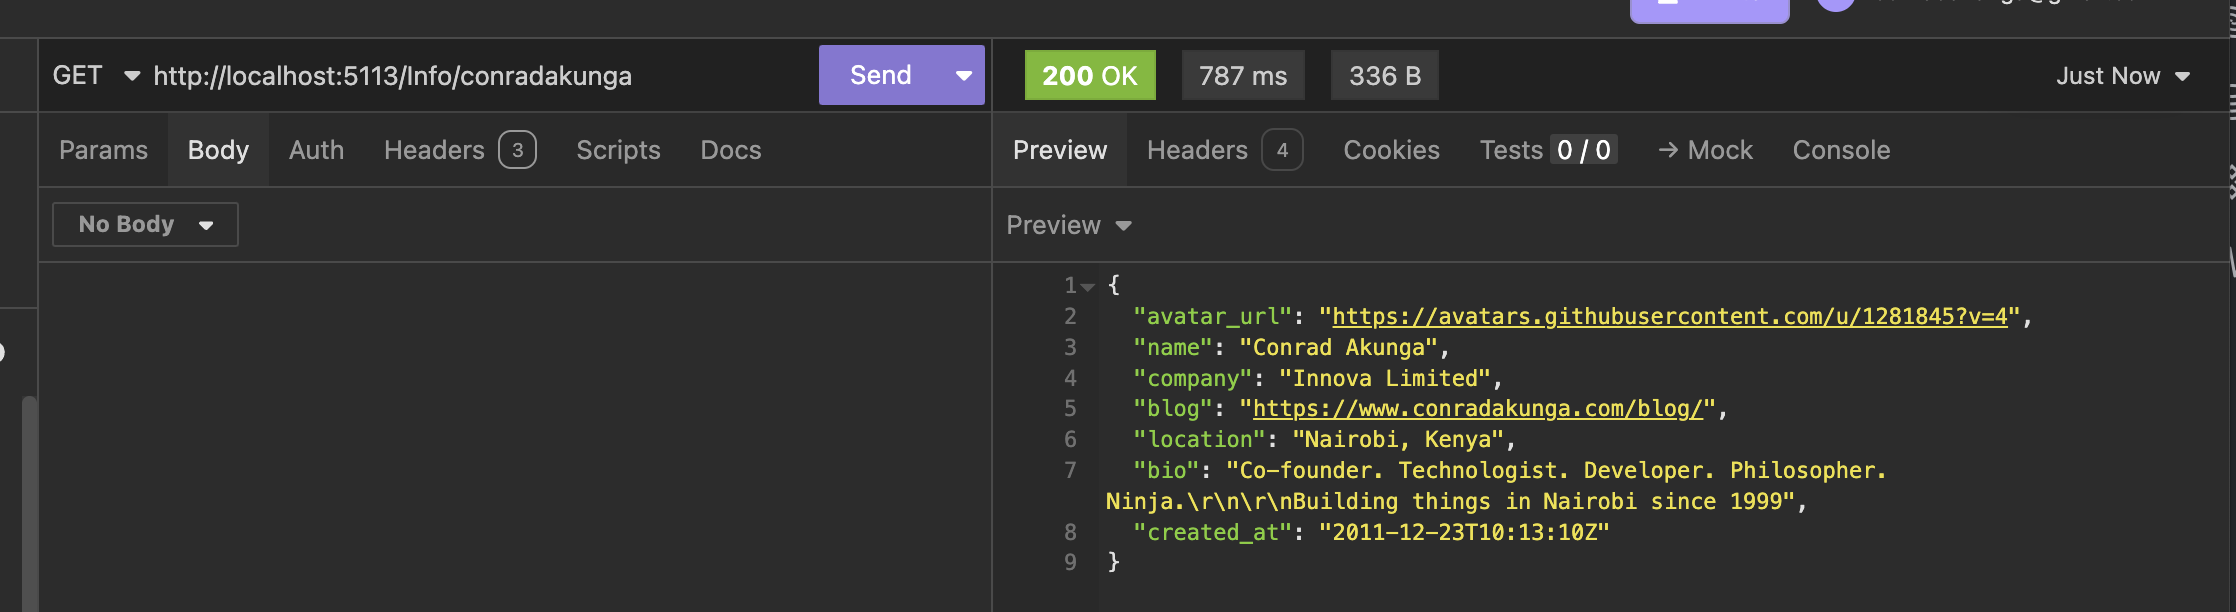 GET http://localhost:5113/Info/conradakunga Send 200 OK 787 ms 336 B Just Now
Params Body Auth Headers 3 Scripts Docs Preview Headers 4 Cookies Tests 0 / 0 → Mock Console
No Body Preview
1 {
2 "avatar_url": "https://avatars.githubusercontent.com/u/1281845?v=4",
3 "name": "Conrad Akunga",
4 "company": "Innova Limited",
5 "blog": "https://www.conradakunga.com/blog/",
6 "location": "Nairobi, Kenya",
7 "bio": "Co-founder. Technologist. Developer. Philosopher.
Ninja.\r\n\r\nBuilding things in Nairobi since 1999",
8 "created_at": "2011-12-23T10:13:10Z"
9 }